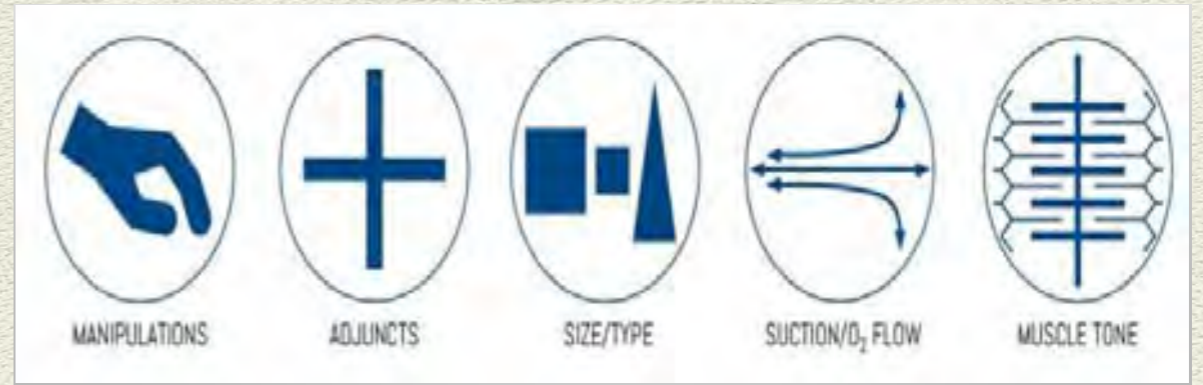 MANIPULATIONS
ADJUNCTS
SIZE/TYPE
SUCTION/O₂ FLOW
MUSCLE TONE